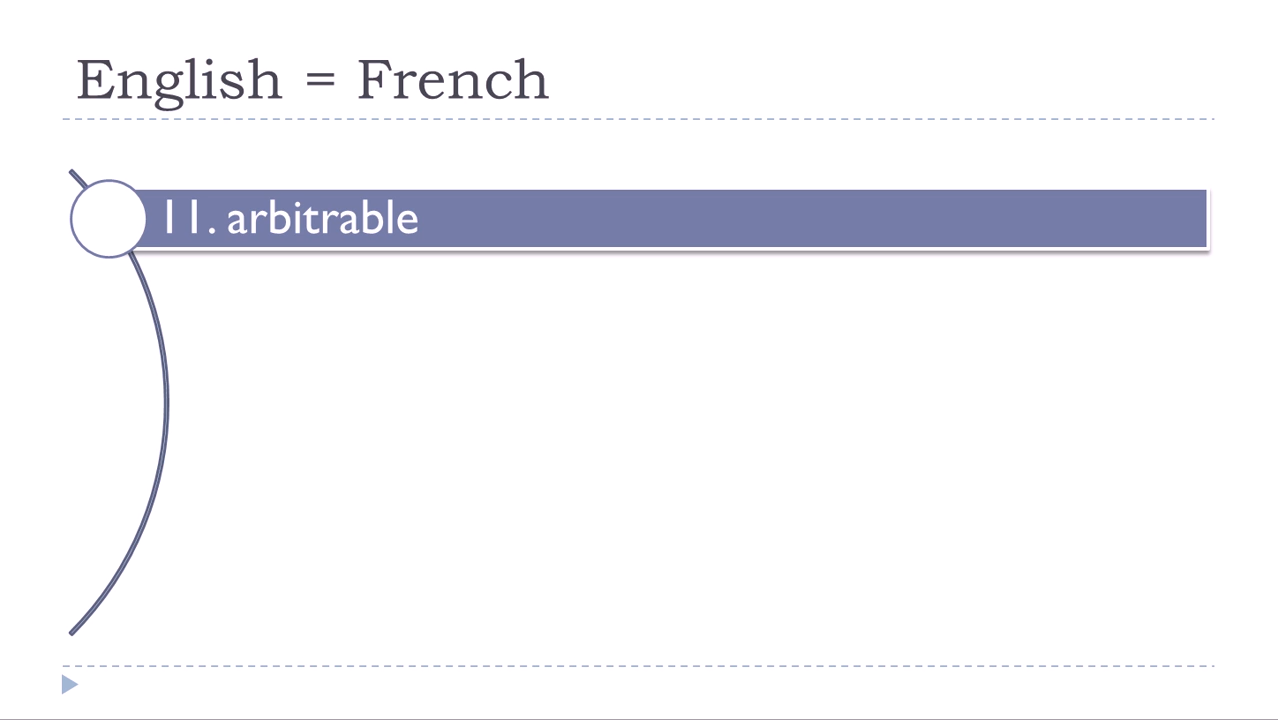 English = French
11. arbitrable